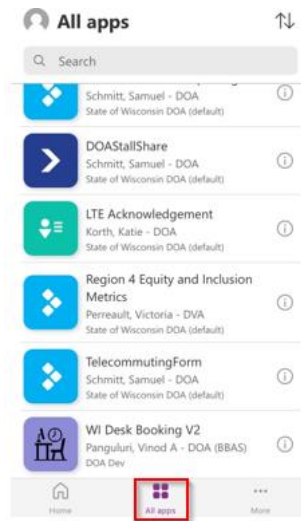 All apps
Search
Schmitt, Samuel - DOA
State of Wisconsin DOA (default)
DOAStallShare
Schmitt, Samuel - DOA
State of Wisconsin DOA (default)
LTE Acknowledgement
Korth, Katie - DOA
State of Wisconsin DOA (default)
Region 4 Equity and Inclusion
Metrics
Perreault, Victoria - DVA
State of Wisconsin DOA (default)
TelecommutingForm
Schmitt, Samuel - DOA
State of Wisconsin DOA (default)
WI Desk Booking V2
Panguluri, Vinod A - DOA (BBAS)
DOA Dev
Home
All apps
More